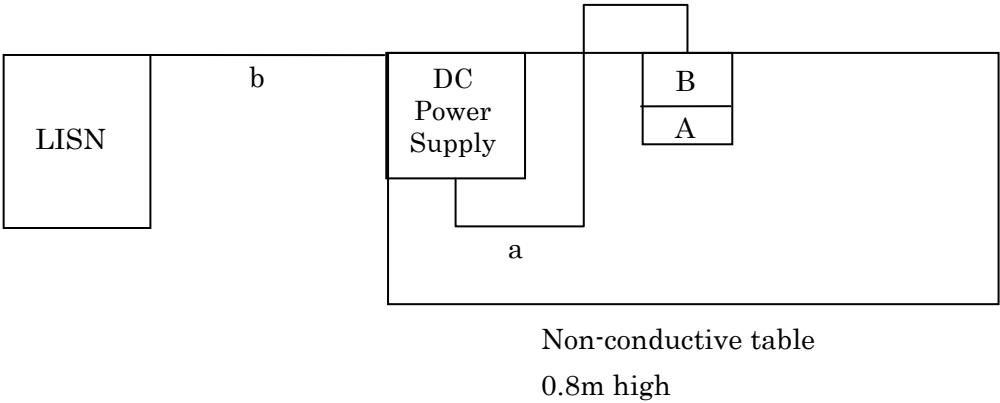 b
DC
Power
Supply
B
A
LISN
a
Non-conductive table
0.8m high